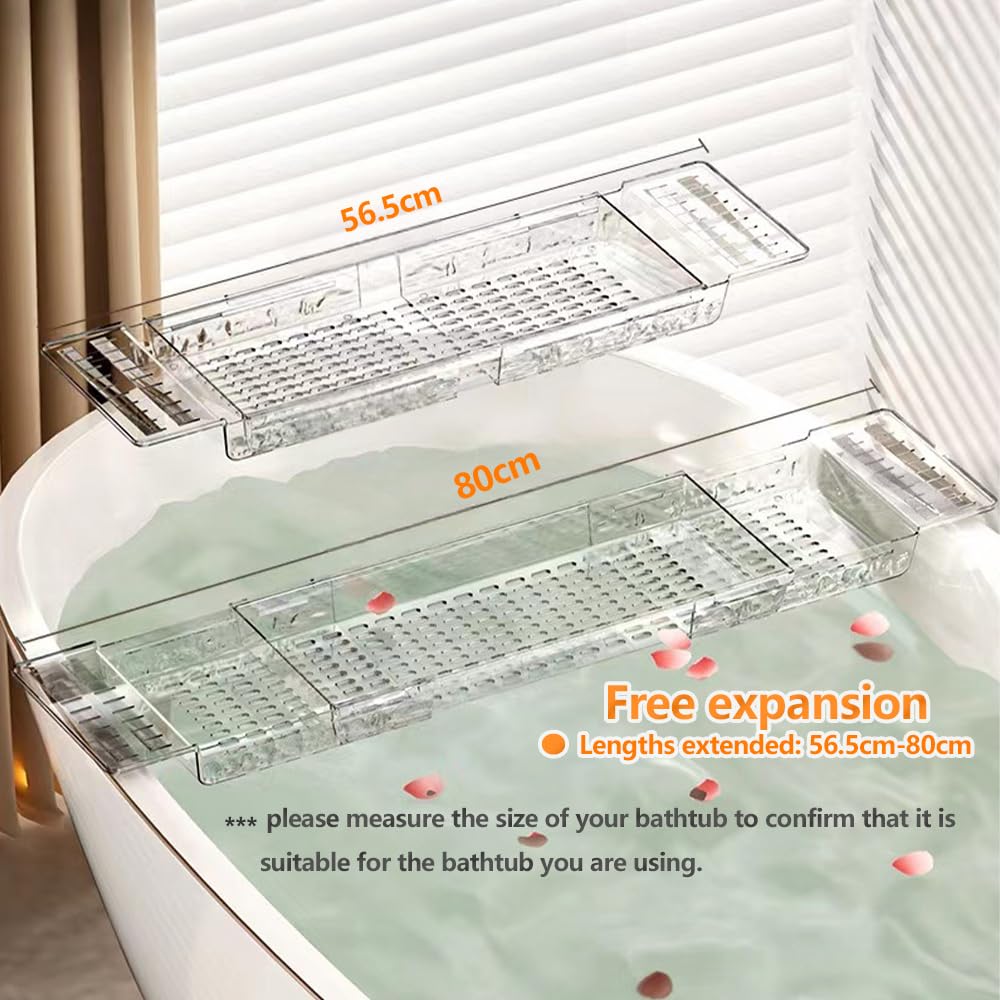 56.5cm
80cm
Free expansion
Lengths extended: 56.5cm-80cm
*** please measure the size of your bathtub to confirm that it is
suitable for the bathtub you are using.